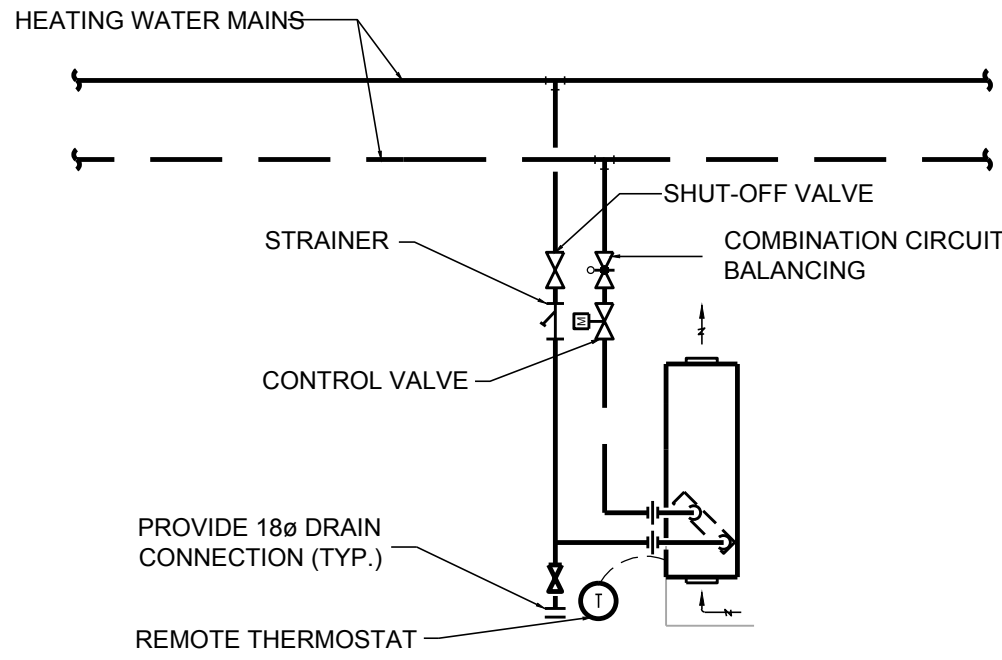 HEATING WATER MAINS
SHUT-OFF VALVE
STRAINER
COMBINATION CIRCUIT
BALANCING
M
CONTROL VALVE
PROVIDE 18ø DRAIN
CONNECTION (TYP.)
T
REMOTE THERMOSTAT